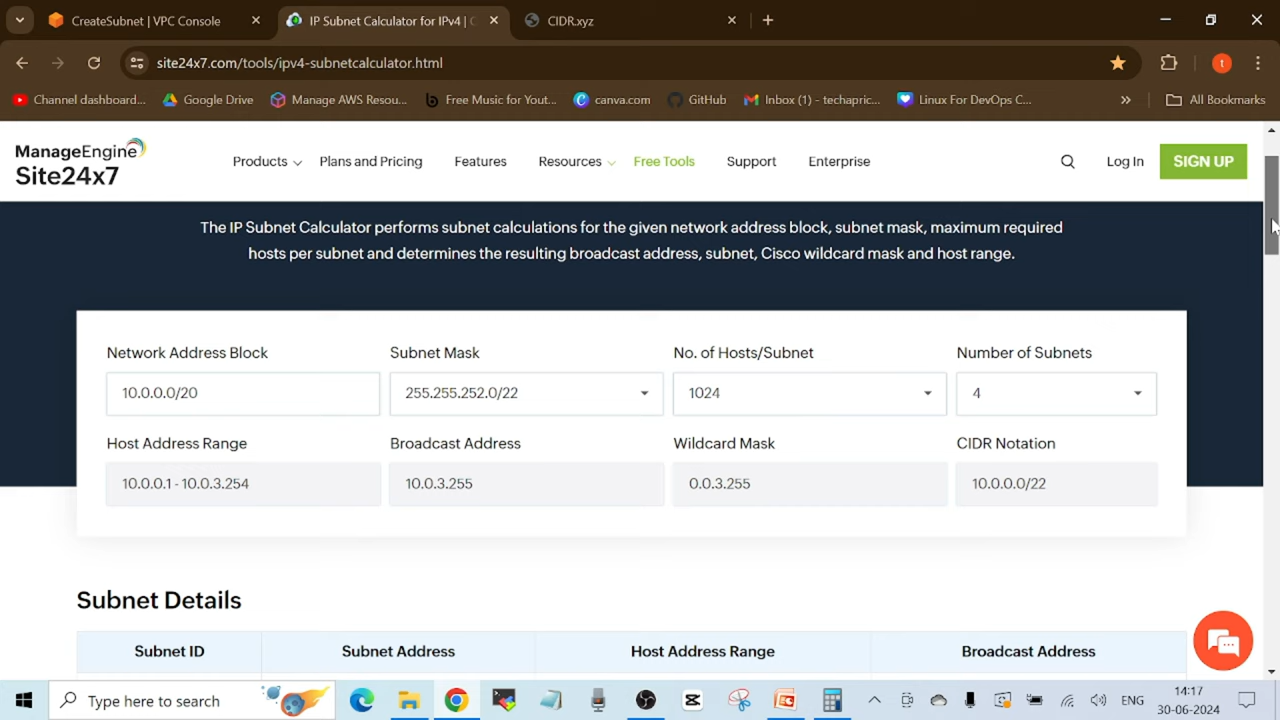 CreateSubnet | VPC Console
IP Subnet Calculator for IPv4 | C
CIDR.xyz
site24x7.com/tools/ipv4-subnetcalculator.html
Channel dashboard...
Google Drive
Manage AWS Resou...
Free Music for Yout...
canva.com
GitHub
Inbox (1) - techapric...
Linux For DevOps C...
All Bookmarks
ManageEngine
Site24x7
Products
Plans and Pricing
Features
Resources
Free Tools
Support
Enterprise
Log In
SIGN UP
The IP Subnet Calculator performs subnet calculations for the given network address block, subnet mask, maximum required
hosts per subnet and determines the resulting broadcast address, subnet, Cisco wildcard mask and host range.
Network Address Block
Subnet Mask
No. of Hosts/Subnet
Number of Subnets
10.0.0.0/20
255.255.252.0/22
1024
4
Host Address Range
Broadcast Address
Wildcard Mask
CIDR Notation
10.0.0.1 - 10.0.3.254
10.0.3.255
0.0.3.255
10.0.0.0/22
Subnet Details
Subnet ID
Subnet Address
Host Address Range
Broadcast Address
Type here to search
ENG
14:17
30-06-2024